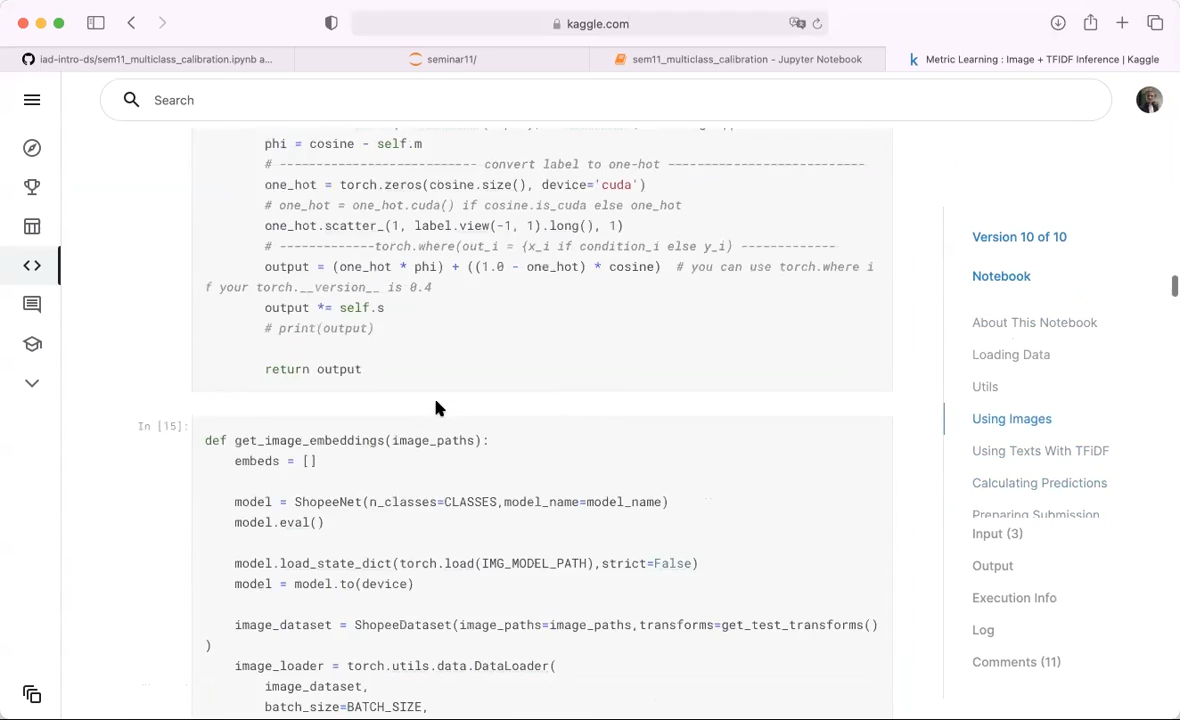 kaggle.com
iad-intro-ds/sem11_multiclass_calibration.ipynb a...
seminar11/
sem11_multiclass_calibration - Jupyter Notebook
k Metric Learning : Image + TFIDF Inference | Kaggle
Search
phi = cosine - self.m
# --------------------------- convert label to one-hot ---------------------------
one_hot = torch.zeros(cosine.size(), device='cuda')
# one_hot = one_hot.cuda() if cosine.is_cuda else one_hot
one_hot.scatter_(1, label.view(-1, 1).long(), 1)
# -------------torch.where(out_i = {x_i if condition_i else y_i) -------------
output = (one_hot * phi) + ((1.0 - one_hot) * cosine)  # you can use torch.where i
f your torch.__version__ is 0.4
output *= self.s
# print(output)
return output
In [15]:
def get_image_embeddings(image_paths):
embeds = []
model = ShopeeNet(n_classes=CLASSES,model_name=model_name)
model.eval()
model.load_state_dict(torch.load(IMG_MODEL_PATH),strict=False)
model = model.to(device)
image_dataset = ShopeeDataset(image_paths=image_paths,transforms=get_test_transforms()
)
image_loader = torch.utils.data.DataLoader(
image_dataset,
batch_size=BATCH_SIZE,
Version 10 of 10
Notebook
About This Notebook
Loading Data
Utils
Using Images
Using Texts With TFiDF
Calculating Predictions
Preparing Submission
Input (3)
Output
Execution Info
Log
Comments (11)